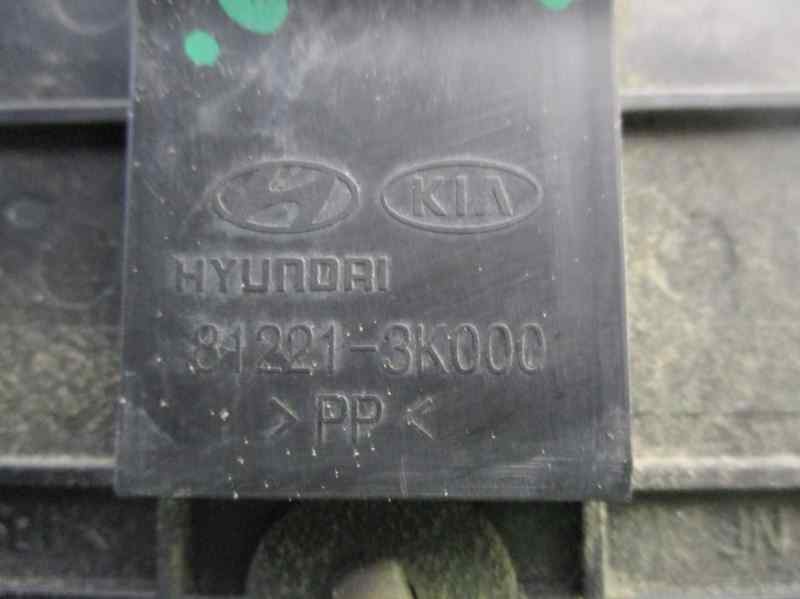 KIA
HYUNDAI
81221-3K000
>PP<